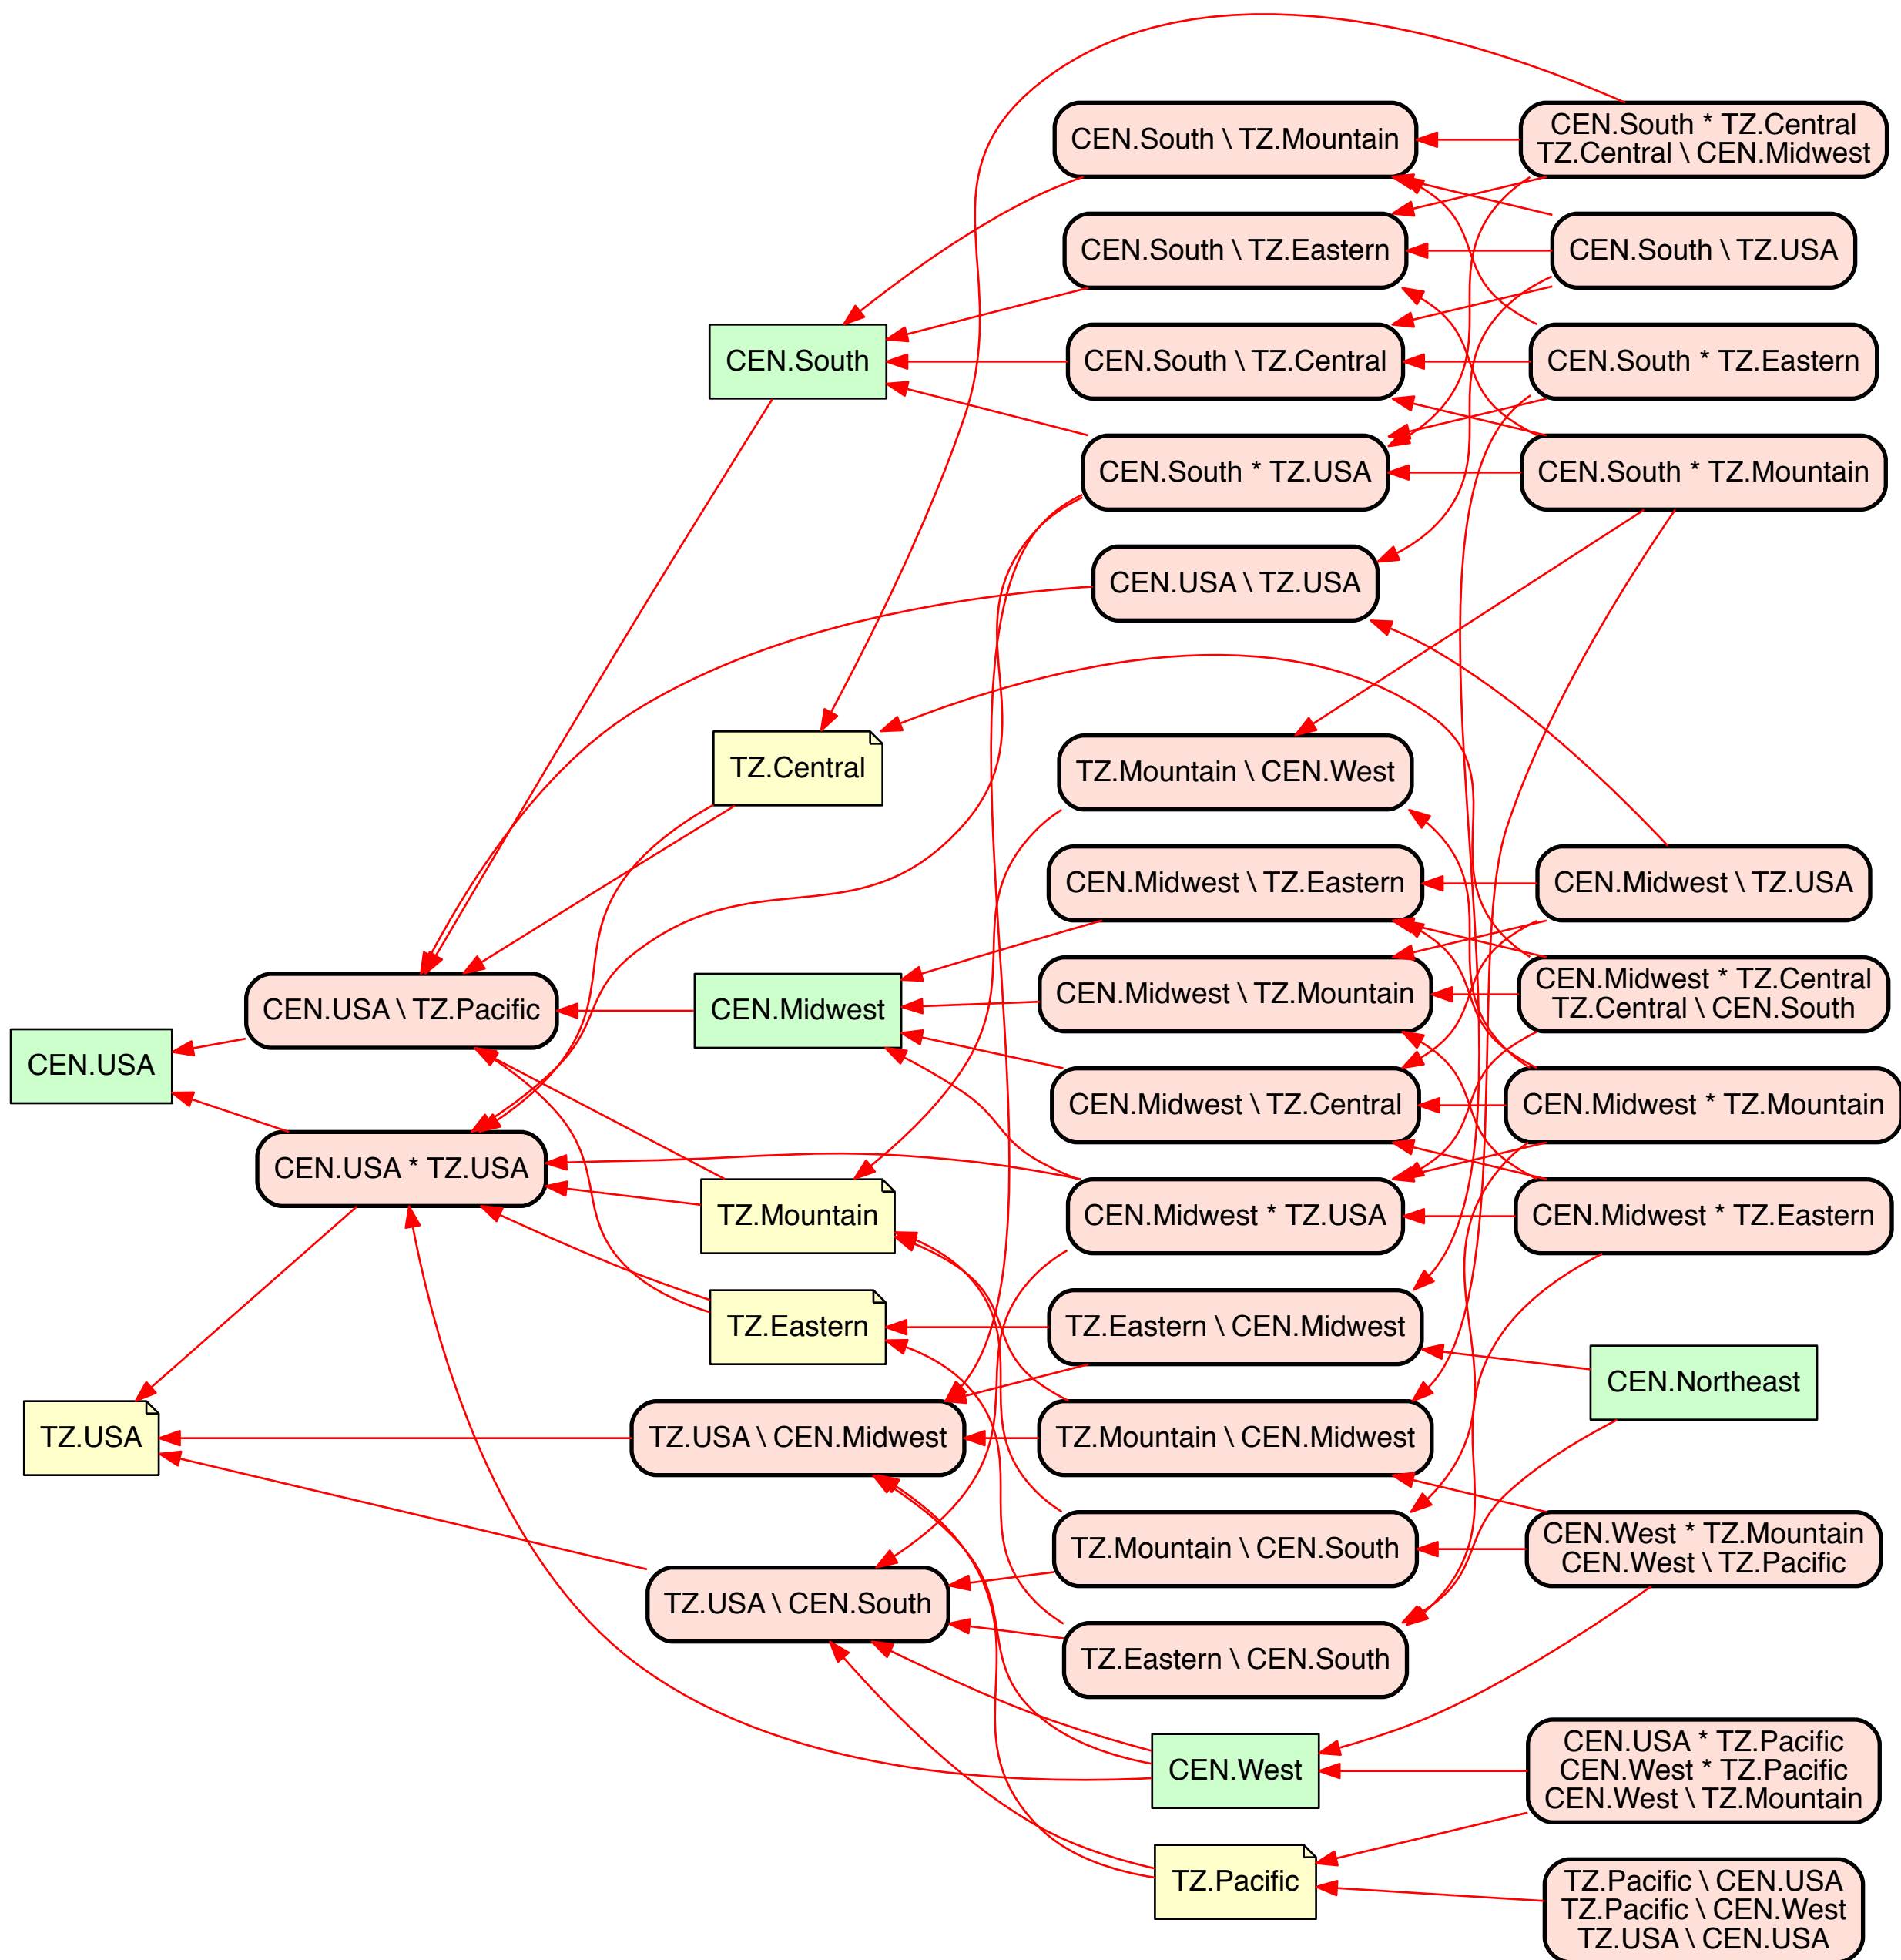 CEN.South \ TZ.Mountain
CEN.South * TZ.Central
TZ.Central \ CEN.Midwest
CEN.South \ TZ.Eastern
CEN.South \ TZ.USA
CEN.South
CEN.South \ TZ.Central
CEN.South * TZ.Eastern
CEN.South * TZ.USA
CEN.South * TZ.Mountain
CEN.USA \ TZ.USA
TZ.Central
TZ.Mountain \ CEN.West
CEN.Midwest \ TZ.Eastern
CEN.Midwest \ TZ.USA
CEN.USA \ TZ.Pacific
CEN.Midwest
CEN.Midwest \ TZ.Mountain
CEN.Midwest * TZ.Central
TZ.Central \ CEN.South
CEN.USA
CEN.Midwest \ TZ.Central
CEN.Midwest * TZ.Mountain
CEN.USA * TZ.USA
TZ.Mountain
CEN.Midwest * TZ.USA
CEN.Midwest * TZ.Eastern
TZ.Eastern
TZ.Eastern \ CEN.Midwest
CEN.Northeast
TZ.USA
TZ.USA \ CEN.Midwest
TZ.Mountain \ CEN.Midwest
TZ.Mountain \ CEN.South
CEN.West * TZ.Mountain
CEN.West \ TZ.Pacific
TZ.USA \ CEN.South
TZ.Eastern \ CEN.South
CEN.West
CEN.USA * TZ.Pacific
CEN.West * TZ.Pacific
CEN.West \ TZ.Mountain
TZ.Pacific
TZ.Pacific \ CEN.USA
TZ.Pacific \ CEN.West
TZ.USA \ CEN.USA